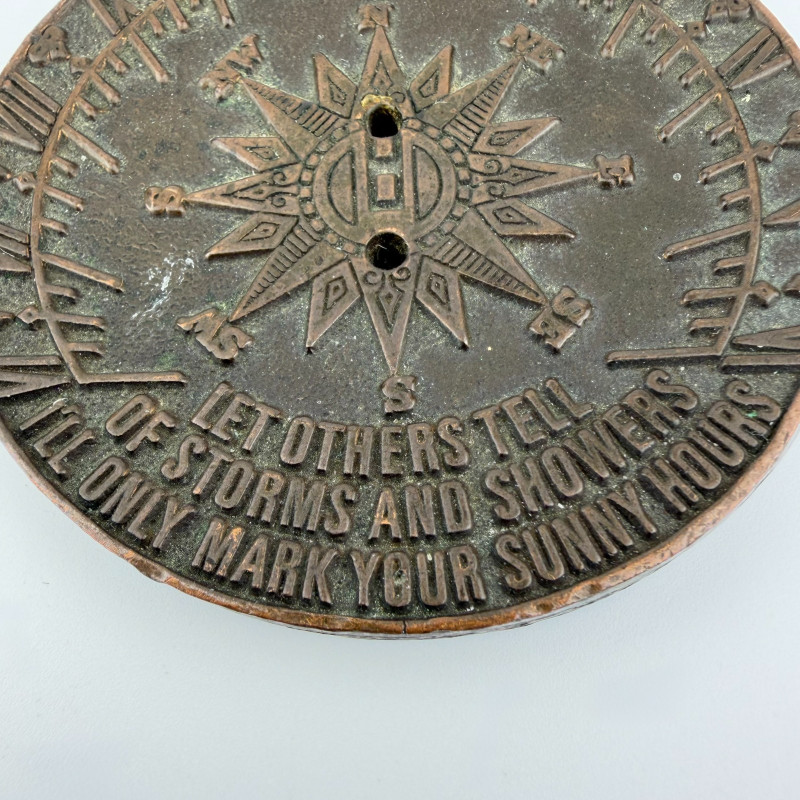 N
NW NE
E
SW SE
S
LET OTHERS TELL
OF STORMS AND SHOWERS
I'LL ONLY MARK YOUR SUNNY HOURS